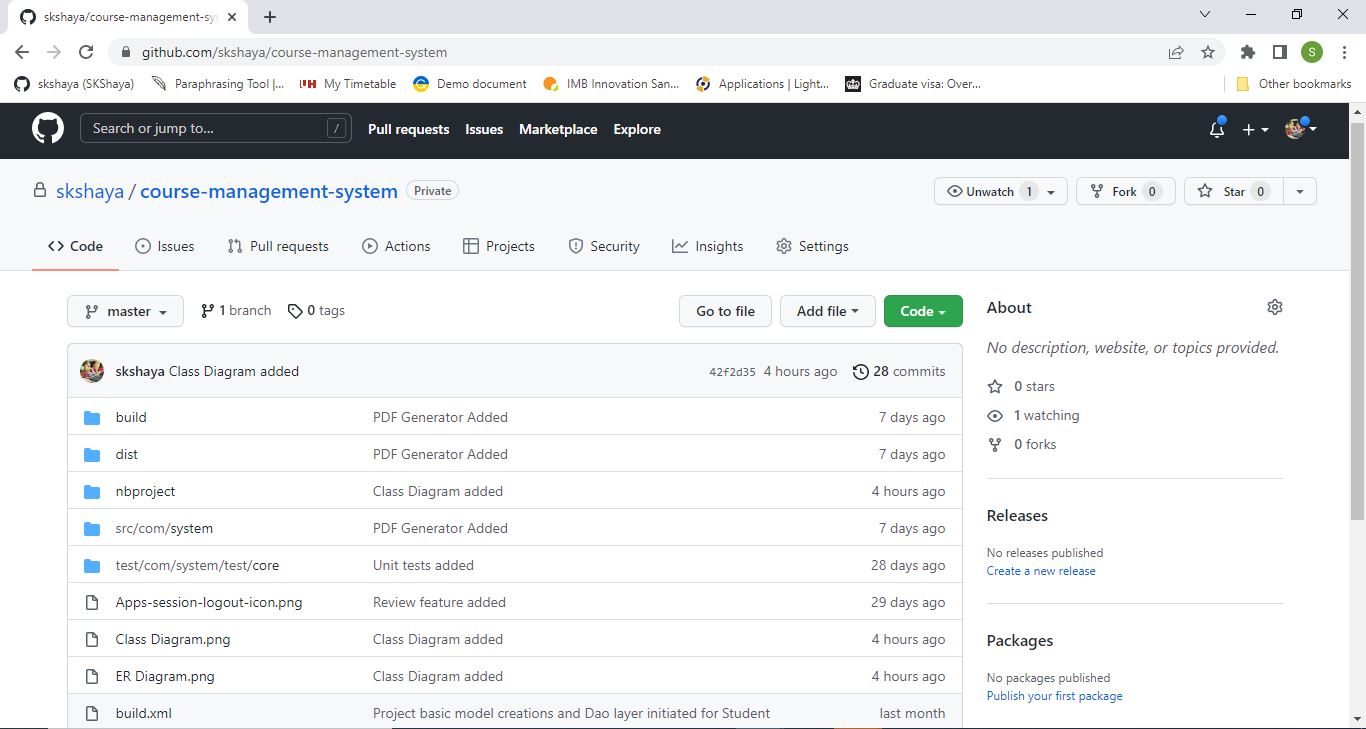 skshaya/course-management-sys
github.com/skshaya/course-management-system
S
skshaya (SKShaya)
Paraphrasing Tool |...
My Timetable
Demo document
IMB Innovation San...
Applications | Light...
Graduate visa: Over...
Other bookmarks
Search or jump to... /
Pull requests Issues Marketplace Explore
skshaya / course-management-system Private
Unwatch 1 Fork 0 Star 0
Code Issues Pull requests Actions Projects Security Insights Settings
master 1 branch 0 tags Go to file Add file Code
About
No description, website, or topics provided.
0 stars
1 watching
0 forks
Releases
No releases published
Create a new release
Packages
No packages published
Publish your first package
skshaya Class Diagram added 42f2d35 4 hours ago 28 commits
build PDF Generator Added 7 days ago
dist PDF Generator Added 7 days ago
nbproject Class Diagram added 4 hours ago
src/com/system PDF Generator Added 7 days ago
test/com/system/test/core Unit tests added 28 days ago
Apps-session-logout-icon.png Review feature added 29 days ago
Class Diagram.png Class Diagram added 4 hours ago
ER Diagram.png Class Diagram added 4 hours ago
build.xml Project basic model creations and Dao layer initiated for Student last month